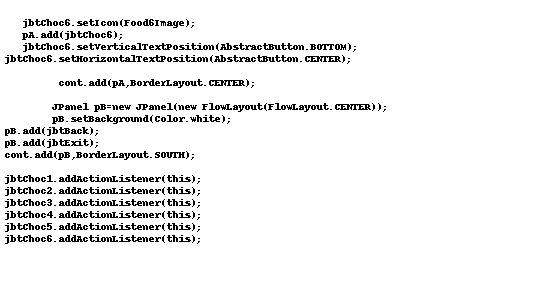 jbtChoc6.setIcon(Food6Image);
pA.add(jbtChoc6);
jbtChoc6.setVerticalTextPosition(AbstractButton.BOTTOM);
jbtChoc6.setHorizontalTextPosition(AbstractButton.CENTER);
cont.add(pA,BorderLayout.CENTER);
JPanel pB=new JPanel(new FlowLayout(FlowLayout.CENTER));
pB.setBackground(Color.white);
pB.add(jbtBack);
pB.add(jbtExit);
cont.add(pB,BorderLayout.SOUTH);
jbtChoc1.addActionListener(this);
jbtChoc2.addActionListener(this);
jbtChoc3.addActionListener(this);
jbtChoc4.addActionListener(this);
jbtChoc5.addActionListener(this);
jbtChoc6.addActionListener(this);